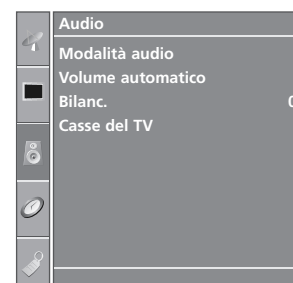 Audio
Modalità audio
Volume automatico
Bilanc. 0
Casse del TV